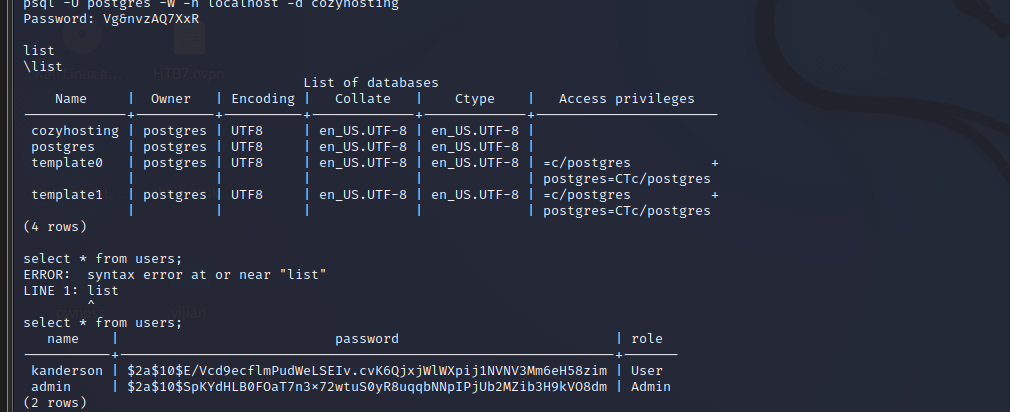 psql -U postgres -W -h localhost -d cozyhosting
Password: Vg&nvzAQ7XxR
list
\list
List of databases
Name | Owner | Encoding | Collate | Ctype | Access privileges
cozyhosting | postgres | UTF8 | en_US.UTF-8 | en_US.UTF-8 |
postgres | postgres | UTF8 | en_US.UTF-8 | en_US.UTF-8 |
template0 | postgres | UTF8 | en_US.UTF-8 | en_US.UTF-8 | =c/postgres +
| | | | | postgres=CTc/postgres
template1 | postgres | UTF8 | en_US.UTF-8 | en_US.UTF-8 | =c/postgres +
| | | | | postgres=CTc/postgres
(4 rows)
select * from users;
ERROR: syntax error at or near "list"
LINE 1: list
^
select * from users;
name | password | role
kanderson | $2a$10$E/Vcd9ecflmPudWeLSEIv.cvK6QjxjWlWXpij1NVNV3Mm6eH58zim | User
admin | $2a$10$SpKYdHLB0FOaT7n3×72wtuS0yR8uqqbNNpIPjUb2MZib3H9kVO8dm | Admin
(2 rows)